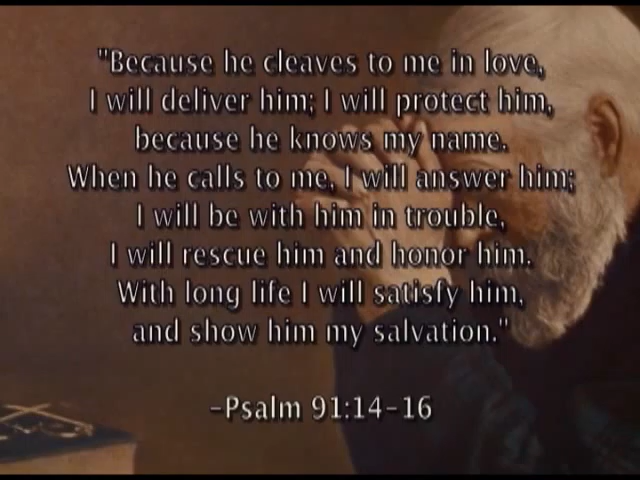 "Because he cleaves to me in love,
I will deliver him; I will protect him,
because he knows my name.
When he calls to me, I will answer him;
I will be with him in trouble,
I will rescue him and honor him.
With long life I will satisfy him,
and show him my salvation."
-Psalm 91:14-16